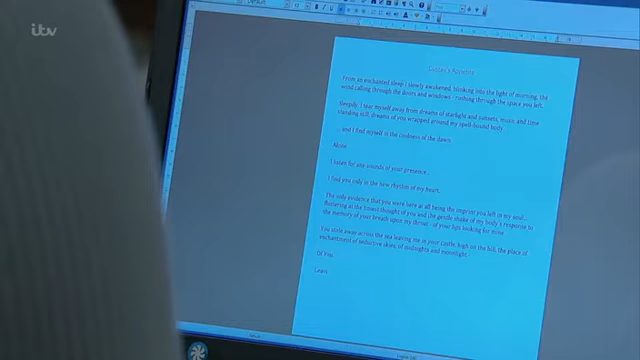 itv
Default
12
From an enchanted sleep I slowly awakened, blinking into the light of morning, the
wind calling through the doors and windows - rushing through the space you left.
Sleepily, I tear myself away from dreams of starlight and sunsets, music and time
standing still, dreams of you wrapped around my spell-bound body.
... and I find myself in the coolness of the dawn.
Alone
I listen for any sounds of your presence .
I find you only in the new rhythm of my heart.
The only evidence that you were here at all being the imprint you left in my soul...
fluttering at the finest thought of you and the gentle shake of my body's response to
the memory of your breath upon my throat - of your lips looking for mine
You stole away across the sea leaving me in your castle, high on the hill, the place of
enchantment of seductive skies, of midnights and moonlight -
Of You.